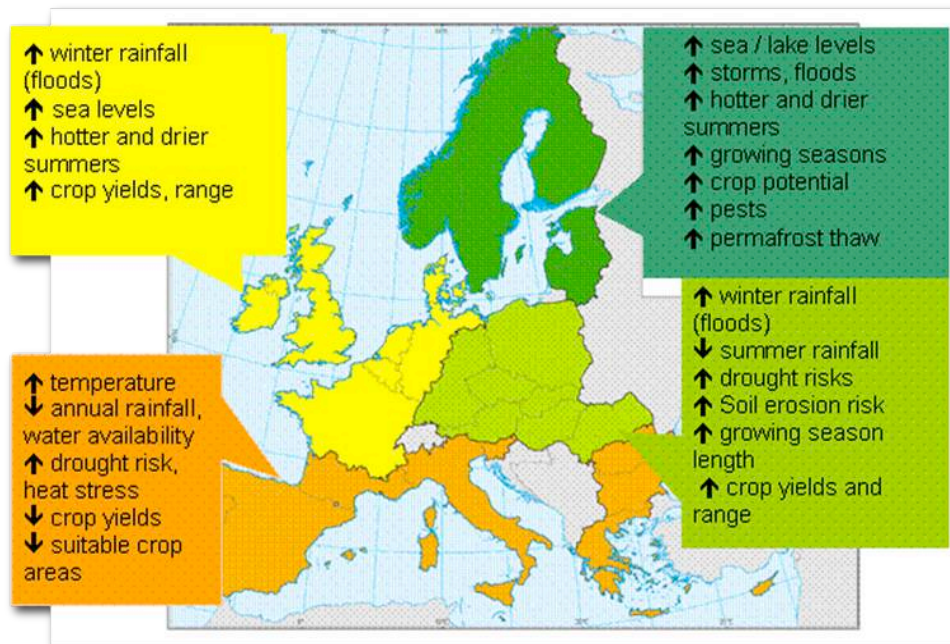 ↑ winter rainfall
(floods)
↑ sea levels
↑ hotter and drier
summers
↑ crop yields, range
↑ sea / lake levels
↑ storms, floods
↑ hotter and drier
summers
↑ growing seasons
↑ crop potential
↑ pests
↑ permafrost thaw
↑ temperature
↓ annual rainfall,
water availability
↑ drought risk,
heat stress
↓ crop yields
↓ suitable crop
areas
↑ winter rainfall
(floods)
↓ summer rainfall
↑ drought risks
↑ Soil erosion risk
↑ growing season
length
↑ crop yields and
range